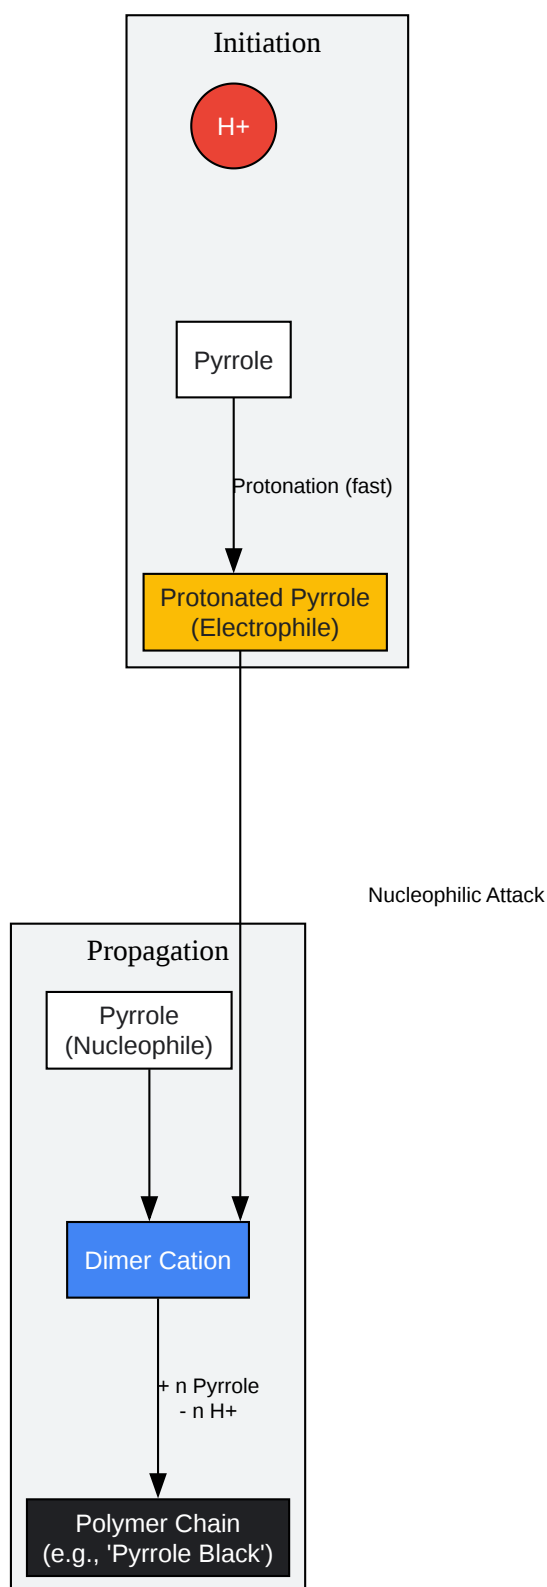 Initiation
H+
Pyrrole
Protonation (fast)
Protonated Pyrrole
(Electrophile)
Nucleophilic Attack
Propagation
Pyrrole
(Nucleophile)
Dimer Cation
+ n Pyrrole
- n H+
Polymer Chain
(e.g., 'Pyrrole Black')